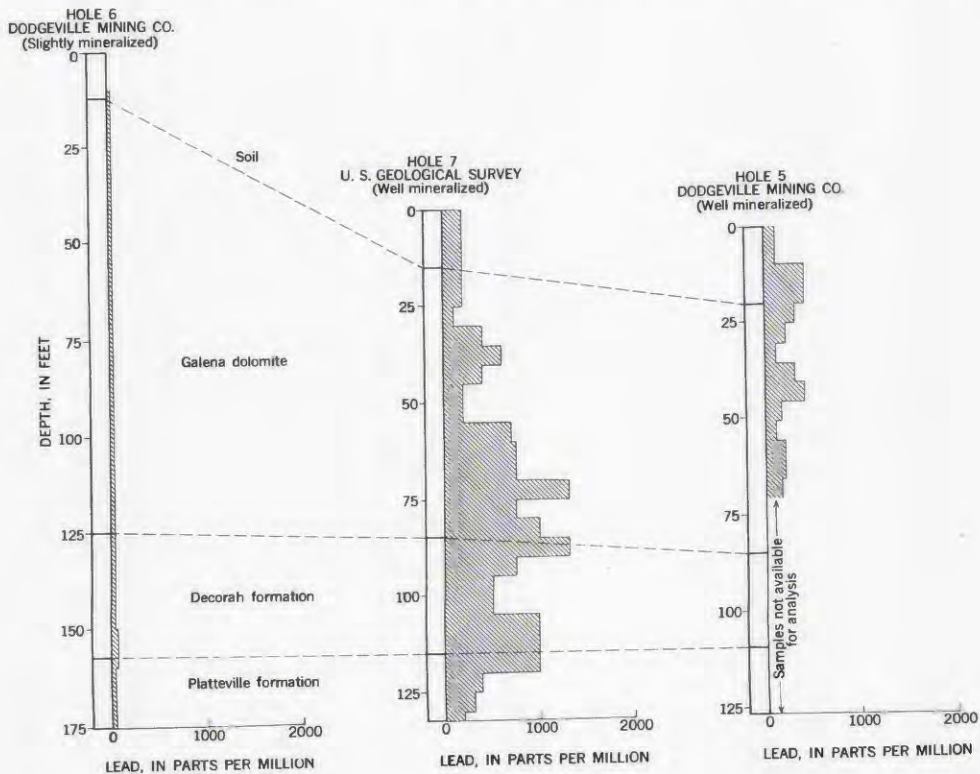 HOLE 6
DODGEVILLE MINING CO.
(Slightly mineralized)
0
25
50
75
100
125
150
175
DEPTH, IN FEET
0
1000
2000
LEAD, IN PARTS PER MILLION
Soil
Galena dolomite
Decorah formation
Platteville formation
HOLE 7
U. S. GEOLOGICAL SURVEY
(Well mineralized)
0
25
50
75
100
125
0
1000
2000
LEAD, IN PARTS PER MILLION
HOLE 5
DODGEVILLE MINING CO.
(Well mineralized)
0
25
50
75
100
125
Samples not available
for analysis
0
1000
2000
LEAD, IN PARTS PER MILLION